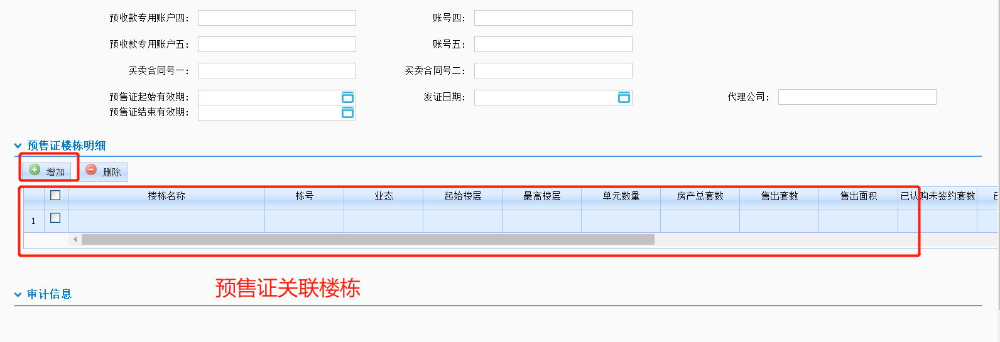 预收款专用账户四： 账号四：
预收款专用账户五： 账号五：
买卖合同号一： 买卖合同号二：
预售证起始有效期： 发证日期： 代理公司：
预售证结束有效期：
预售证楼栋明细
增加 删除
楼栋名称 栋号 业态 起始楼层 最高楼层 单元数量 房产总套数 售出套数 售出面积 已认购未签约套数
1
预售证关联楼栋
审计信息